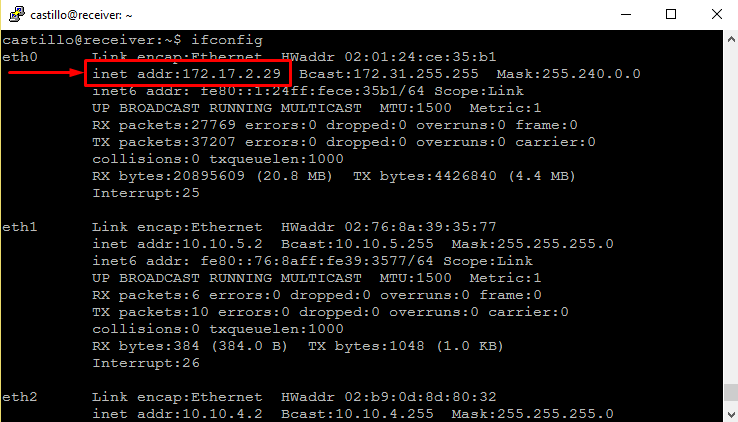 castillo@receiver: ~
castillo@receiver:~$ ifconfig
eth0 Link encap:Ethernet HWaddr 02:01:24:ce:35:b1
inet addr:172.17.2.29 Bcast:172.31.255.255 Mask:255.240.0.0
inet6 addr: fe80::1:24ff:fece:35b1/64 Scope:Link
UP BROADCAST RUNNING MULTICAST MTU:1500 Metric:1
RX packets:27769 errors:0 dropped:0 overruns:0 frame:0
TX packets:37207 errors:0 dropped:0 overruns:0 carrier:0
collisions:0 txqueuelen:1000
RX bytes:20895609 (20.8 MB) TX bytes:4426840 (4.4 MB)
Interrupt:25
eth1 Link encap:Ethernet HWaddr 02:76:8a:39:35:77
inet addr:10.10.5.2 Bcast:10.10.5.255 Mask:255.255.255.0
inet6 addr: fe80::76:8aff:fe39:3577/64 Scope:Link
UP BROADCAST RUNNING MULTICAST MTU:1500 Metric:1
RX packets:6 errors:0 dropped:0 overruns:0 frame:0
TX packets:10 errors:0 dropped:0 overruns:0 carrier:0
collisions:0 txqueuelen:1000
RX bytes:384 (384.0 B) TX bytes:1048 (1.0 KB)
Interrupt:26
eth2 Link encap:Ethernet HWaddr 02:b9:0d:8d:80:32
inet addr:10.10.4.2 Bcast:10.10.4.255 Mask:255.255.255.0